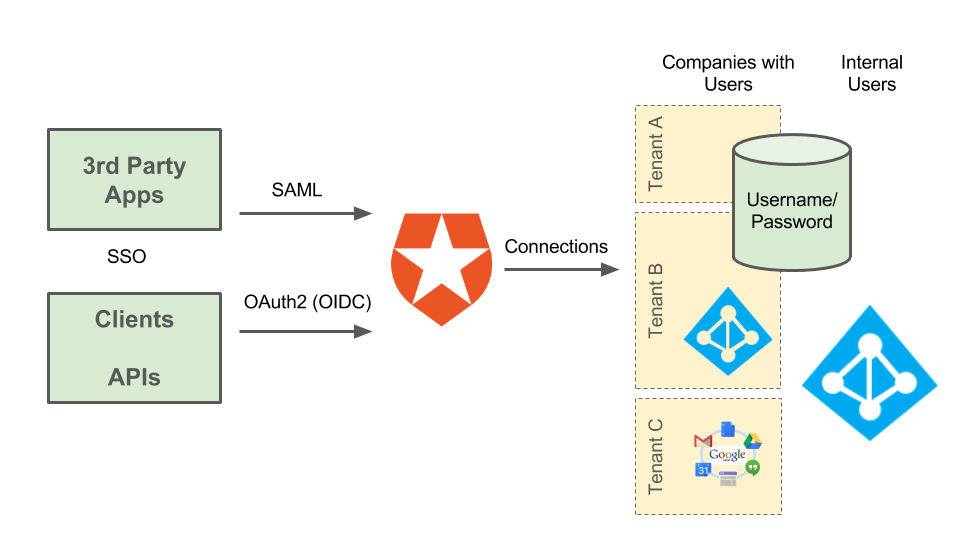 Companies with
Users
Internal
Users
3rd Party
Apps
SAML
SSO
Clients
APIs
OAuth2 (OIDC)
Connections
Tenant A
Username/
Password
Tenant B
Tenant C
Google
31